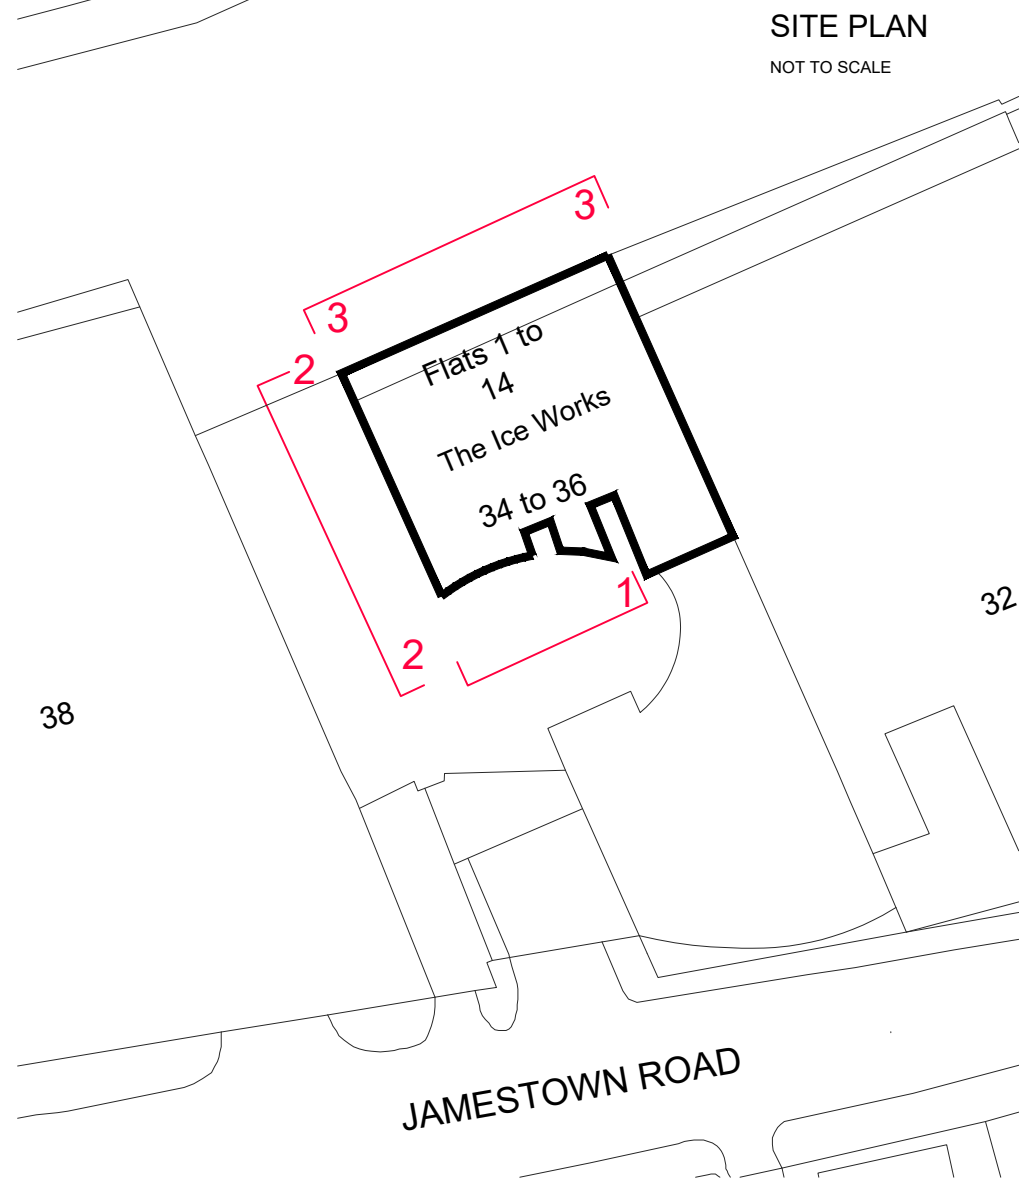 SITE PLAN
NOT TO SCALE
3
3
2
Flats 1 to
14
The Ice Works
34 to 36
1
32
2
38
JAMESTOWN ROAD